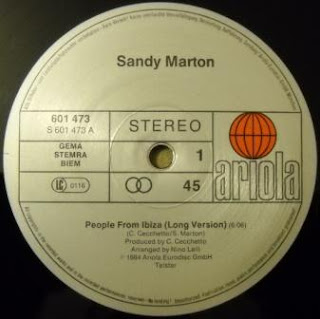 Sandy Marton
601 473
S 601 473 A
STEREO
GEMA
STEMRA
BIEM
1
LC 0116
45
ariola
People From Ibiza (Long Version) (6:06)
(C. Cecchetto/S. Marton)
Produced by C. Cecchetto
Arranged by Nino Lelli
℗ 1984 Ariola Eurodisc GmbH
Telstar